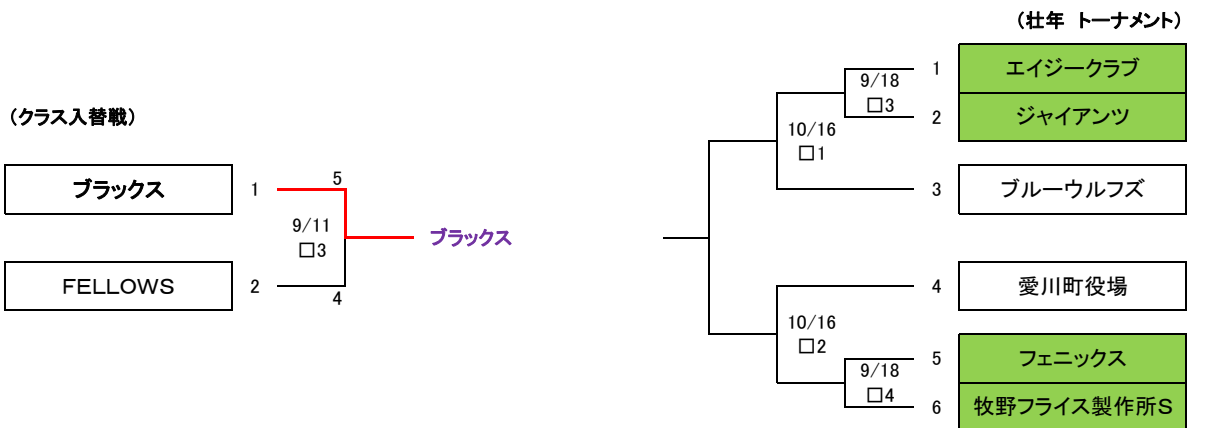 (クラス入替戦)
ブラックス
1
5
9/11
□3
ブラックス
FELLOWS
2
4
(壮年 トーナメント)
9/18
□3
1
エイジークラブ
2
ジャイアンツ
10/16
□1
3
ブルーウルフズ
4
愛川町役場
10/16
□2
9/18
□4
5
フェニックス
6
牧野フライス製作所S